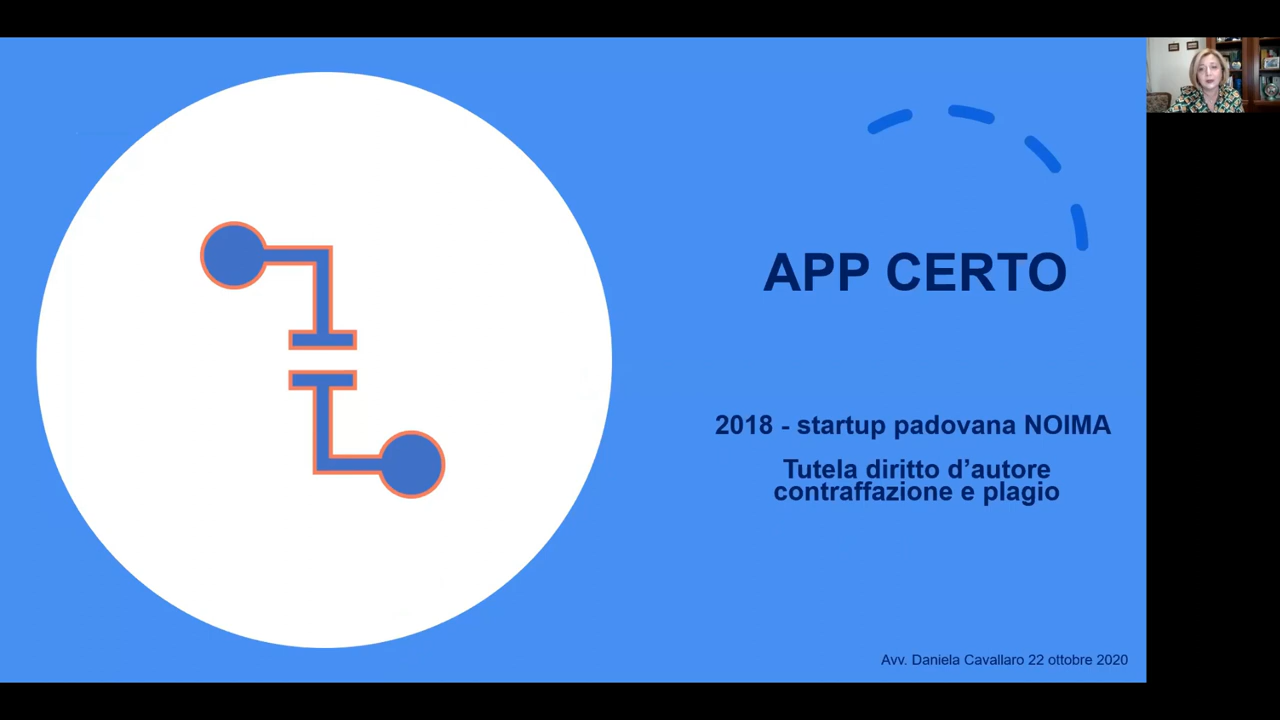 APP CERTO
2018 - startup padovana NOIMA
Tutela diritto d’autore
contraffazione e plagio
Avv. Daniela Cavallaro 22 ottobre 2020